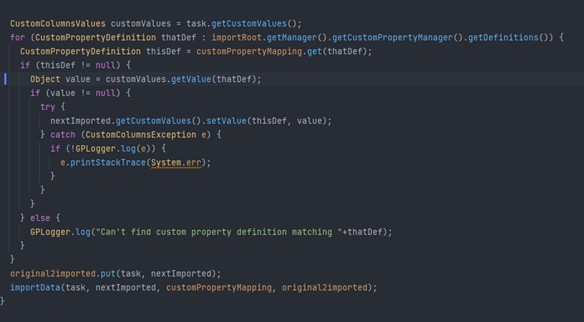 CustomColumnsValues customValues = task.getCustomValues();
for (CustomPropertyDefinition thatDef : importRoot.getManager().getCustomPropertyManager().getDefinitions()) {
  CustomPropertyDefinition thisDef = customPropertyMapping.get(thatDef);
  if (thisDef != null) {
    Object value = customValues.getValue(thatDef);
    if (value != null) {
      try {
        nextImported.getCustomValues().setValue(thisDef, value);
      } catch (CustomColumnsException e) {
        if (!GPLogger.log(e)) {
          e.printStackTrace(System.err);
        }
      }
    }
  } else {
    GPLogger.log("Can't find custom property definition matching "+thatDef);
  }
}
original2imported.put(task, nextImported);
importData(task, nextImported, customPropertyMapping, original2imported);
}